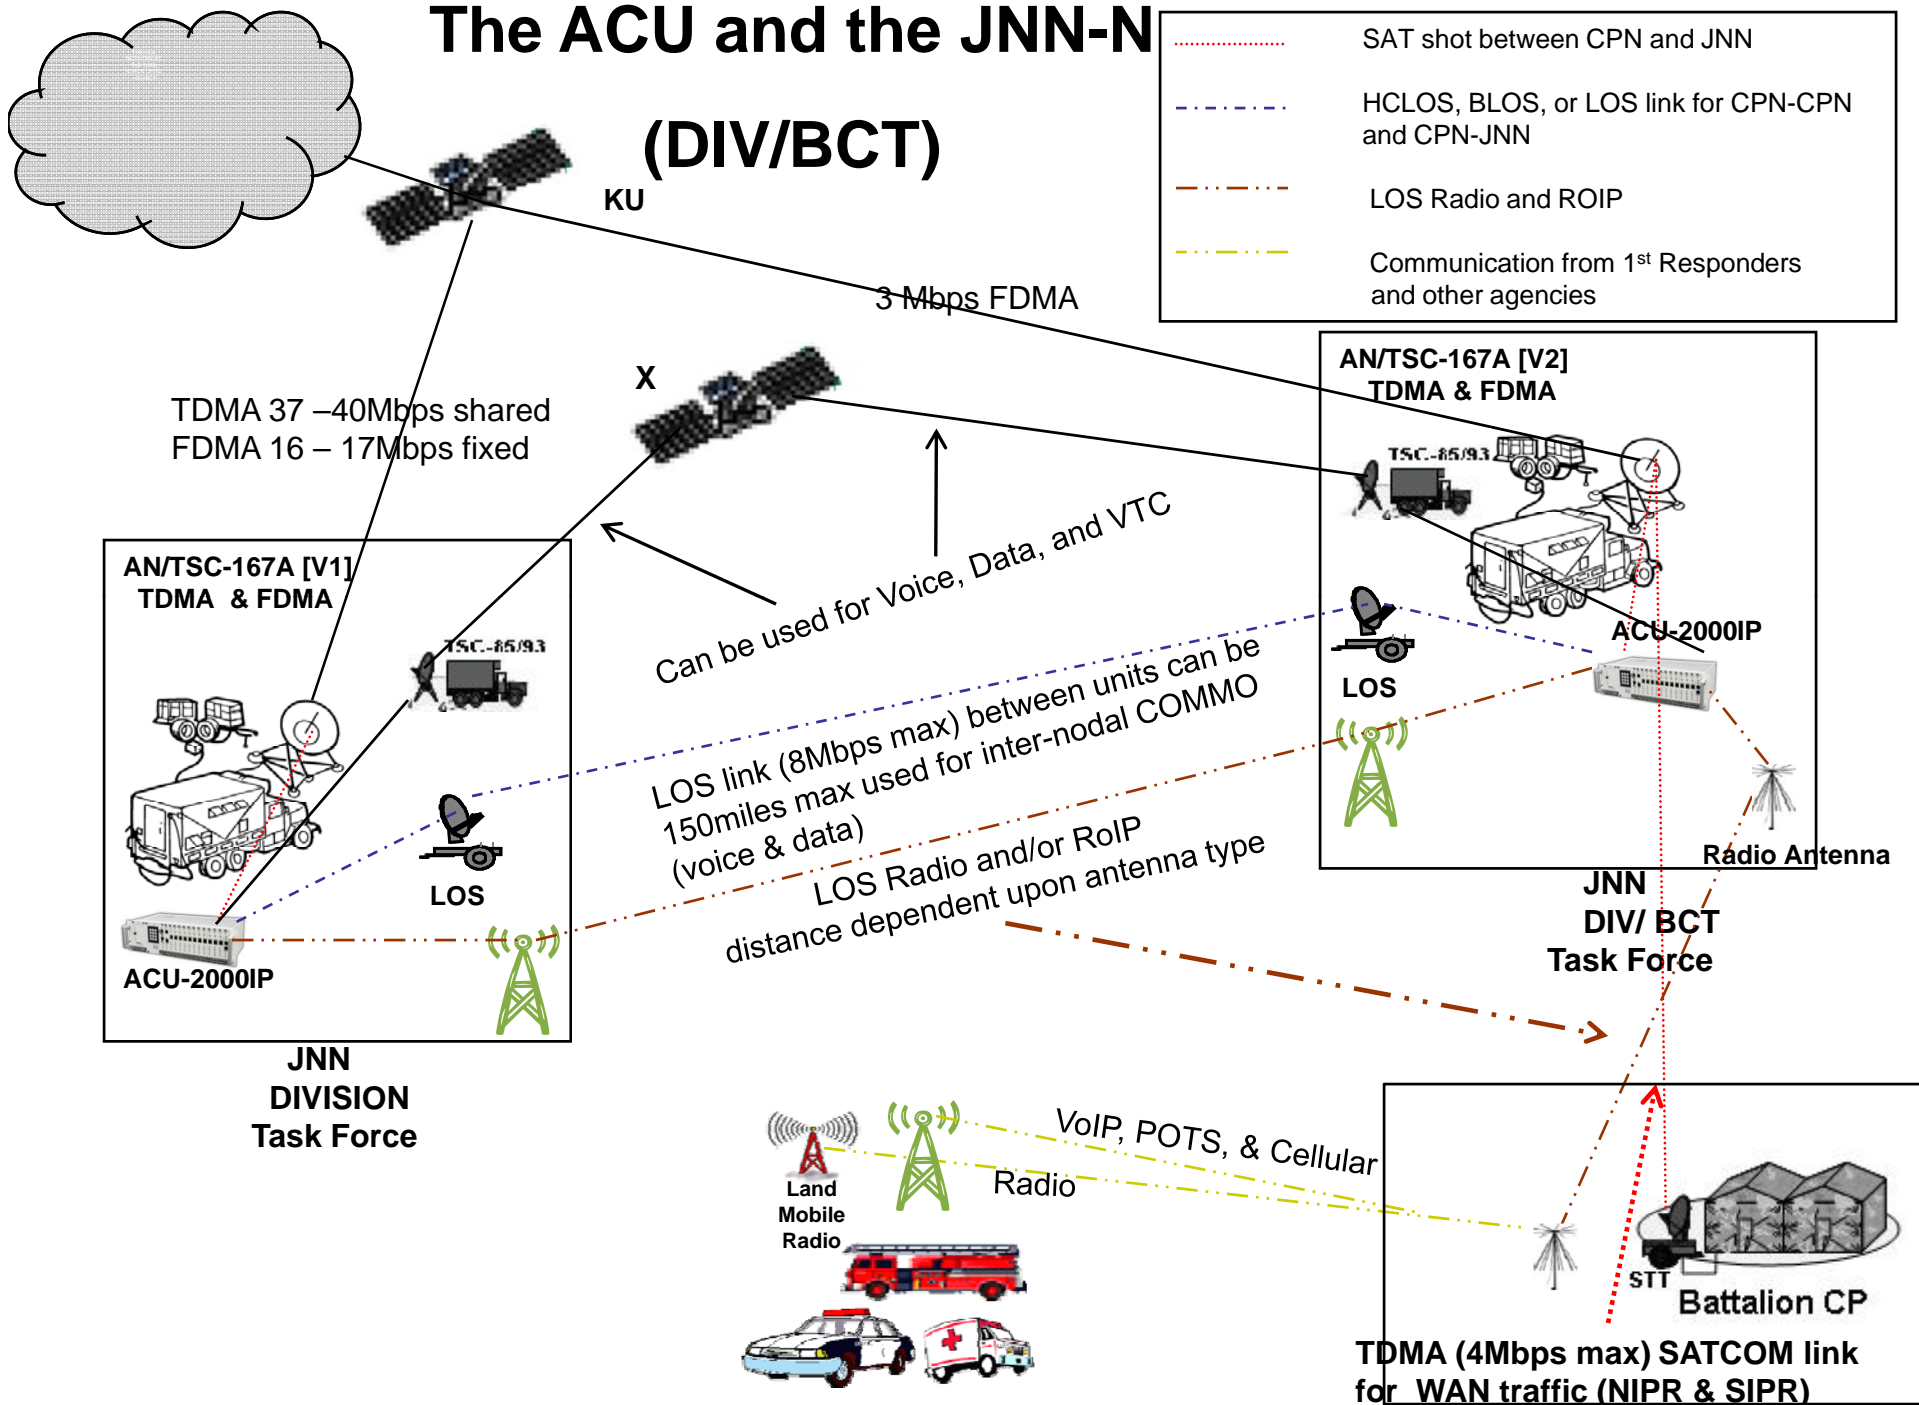 The ACU and the JNN-N
(DIV/BCT)
SAT shot between CPN and JNN
HCLOS, BLOS, or LOS link for CPN-CPN
and CPN-JNN
LOS Radio and ROIP
Communication from 1st Responders
and other agencies
KU
3 Mbps FDMA
X
TDMA 37 –40Mbps shared
FDMA 16 – 17Mbps fixed
AN/TSC-167A [V2]
TDMA & FDMA
TSC-85/93
ACU-2000IP
LOS
Radio Antenna
JNN
DIV/ BCT
Task Force
Can be used for Voice, Data, and VTC
AN/TSC-167A [V1]
TDMA & FDMA
TSC-85/93
LOS
ACU-2000IP
JNN
DIVISION
Task Force
LOS link (8Mbps max) between units can be
150miles max used for inter-nodal COMMO
(voice & data)
LOS Radio and/or RoIP
distance dependent upon antenna type
VoIP, POTS, & Cellular
Radio
Land
Mobile
Radio
STT
Battalion CP
TDMA (4Mbps max) SATCOM link
for WAN traffic (NIPR & SIPR)